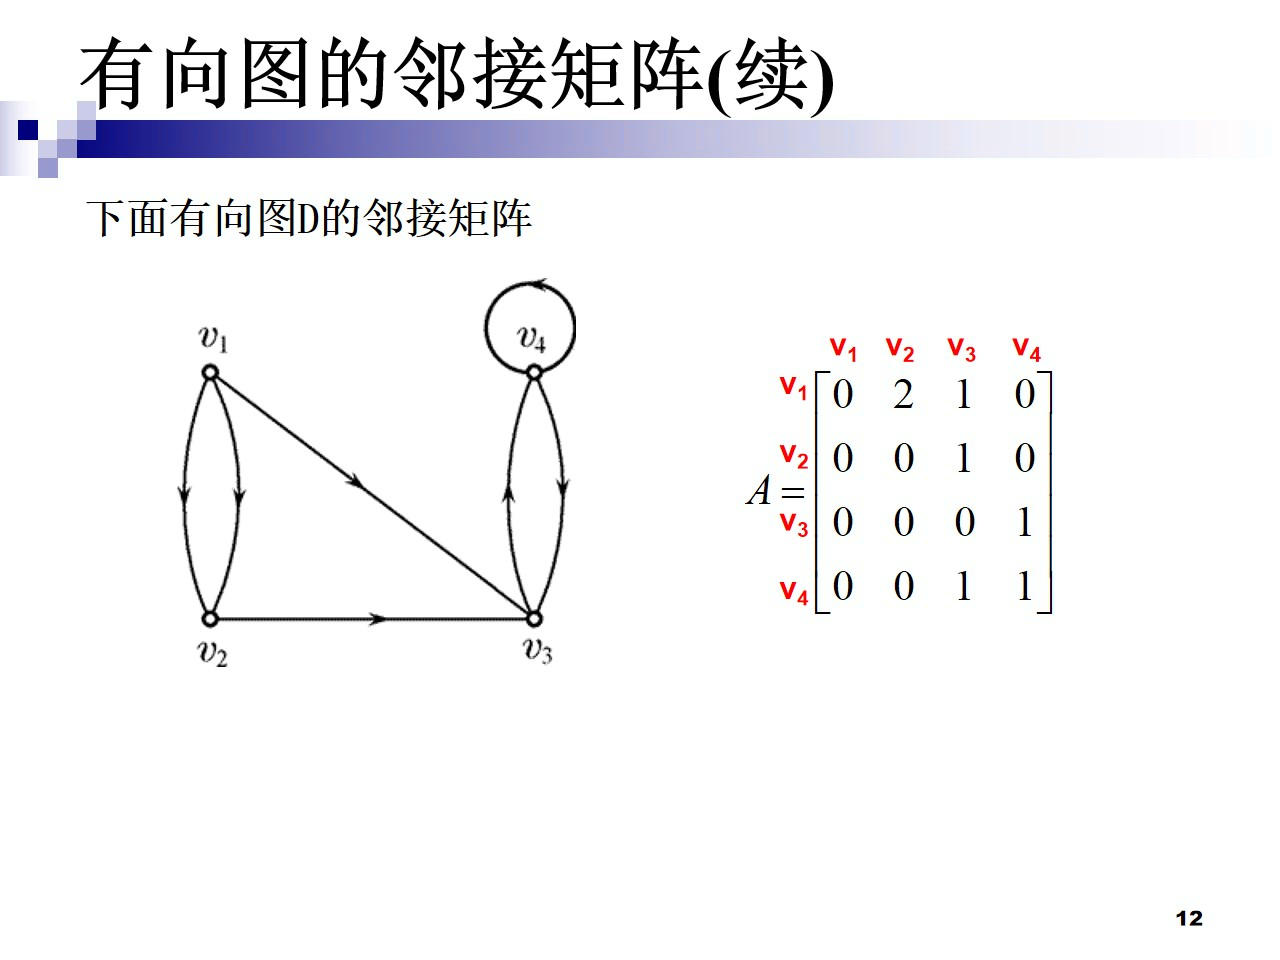 有向图的邻接矩阵(续)
下面有向图D的邻接矩阵
v1
v4
v2
v3
v1 v2 v3 v4
v1 0 2 1 0
v2 0 0 1 0
A =
v3 0 0 0 1
v4 0 0 1 1
12